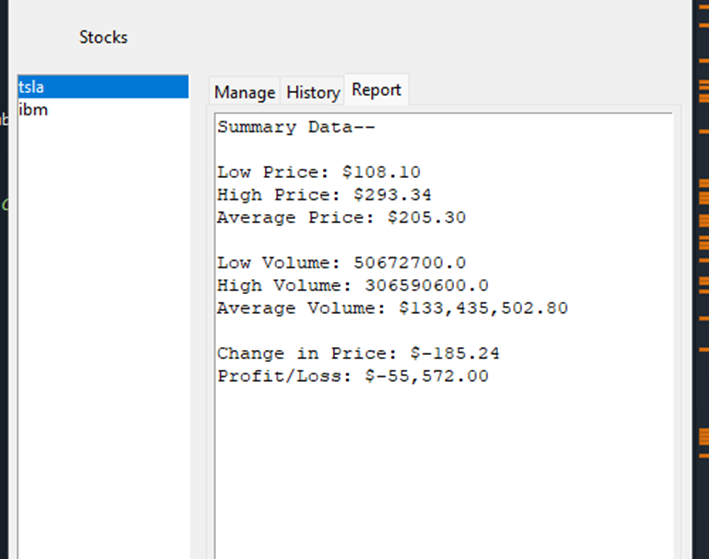 Stocks
tsla
ibm
Manage History Report
Summary Data--
Low Price: $108.10
High Price: $293.34
Average Price: $205.30
Low Volume: 50672700.0
High Volume: 306590600.0
Average Volume: $133,435,502.80
Change in Price: $-185.24
Profit/Loss: $-55,572.00